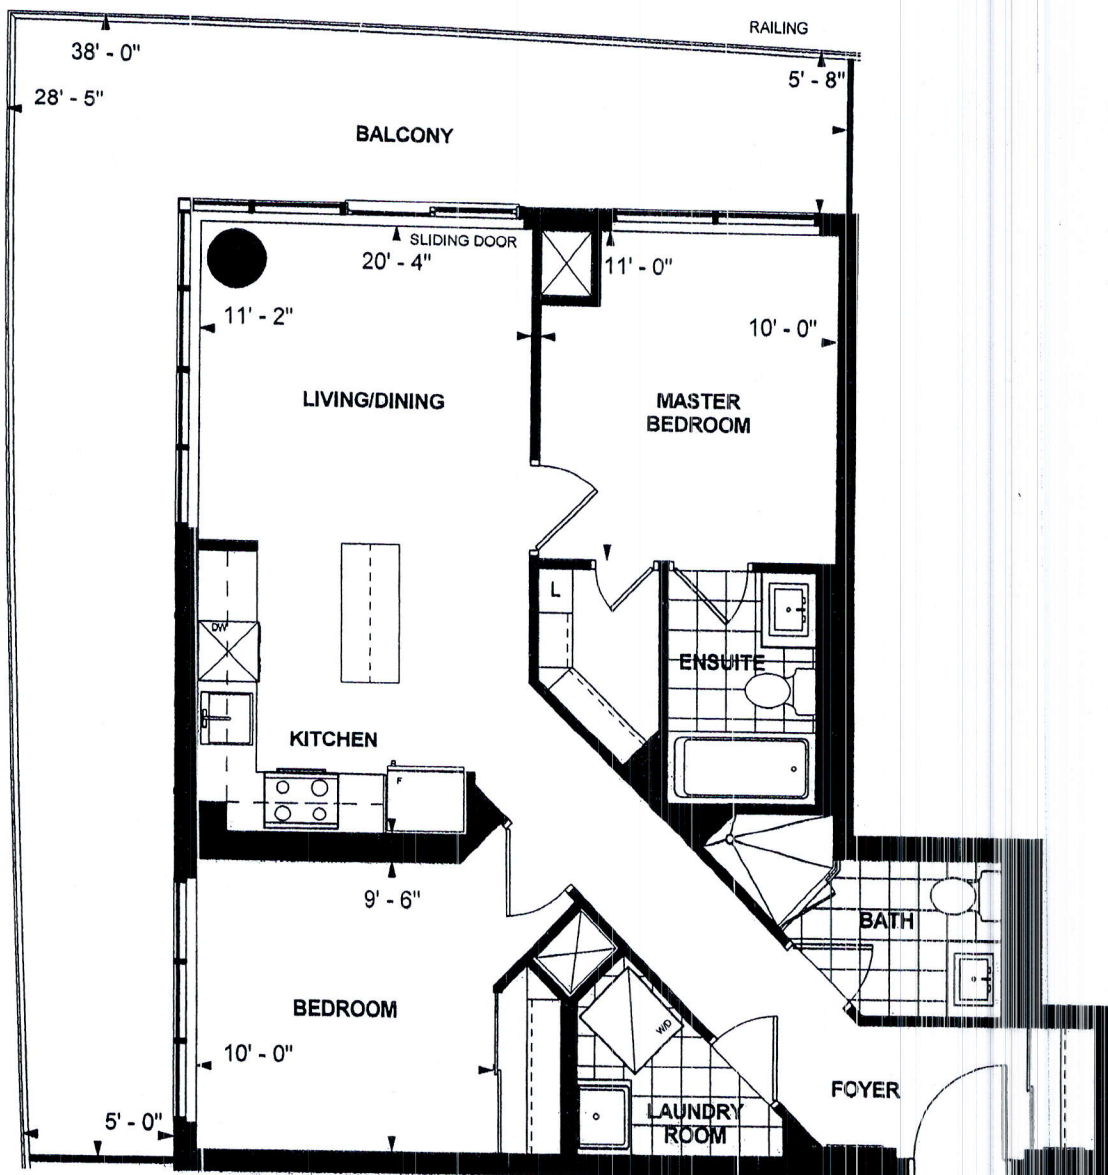 RAILING
38' - 0"
5' - 8"
28' - 5"
BALCONY
SLIDING DOOR
20' - 4"
11' - 0"
11' - 2"
10' - 0"
LIVING/DINING
MASTER
BEDROOM
L
DW
ENSUITE
KITCHEN
F
9' - 6"
BATH
BEDROOM
W/D
10' - 0"
FOYER
5' - 0"
LAUNDRY
ROOM